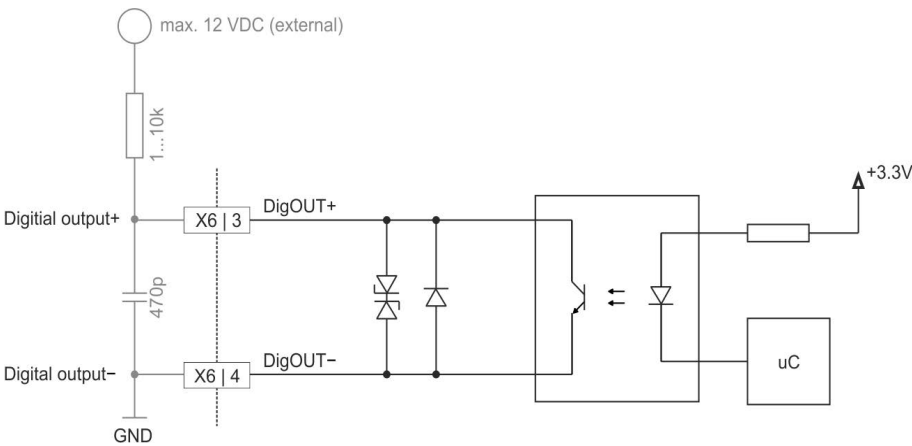 max. 12 VDC (external)
1...10k
+3.3V
Digitial output+
X6 | 3
DigOUT+
470p
Digital output−
X6 | 4
DigOUT−
uC
GND